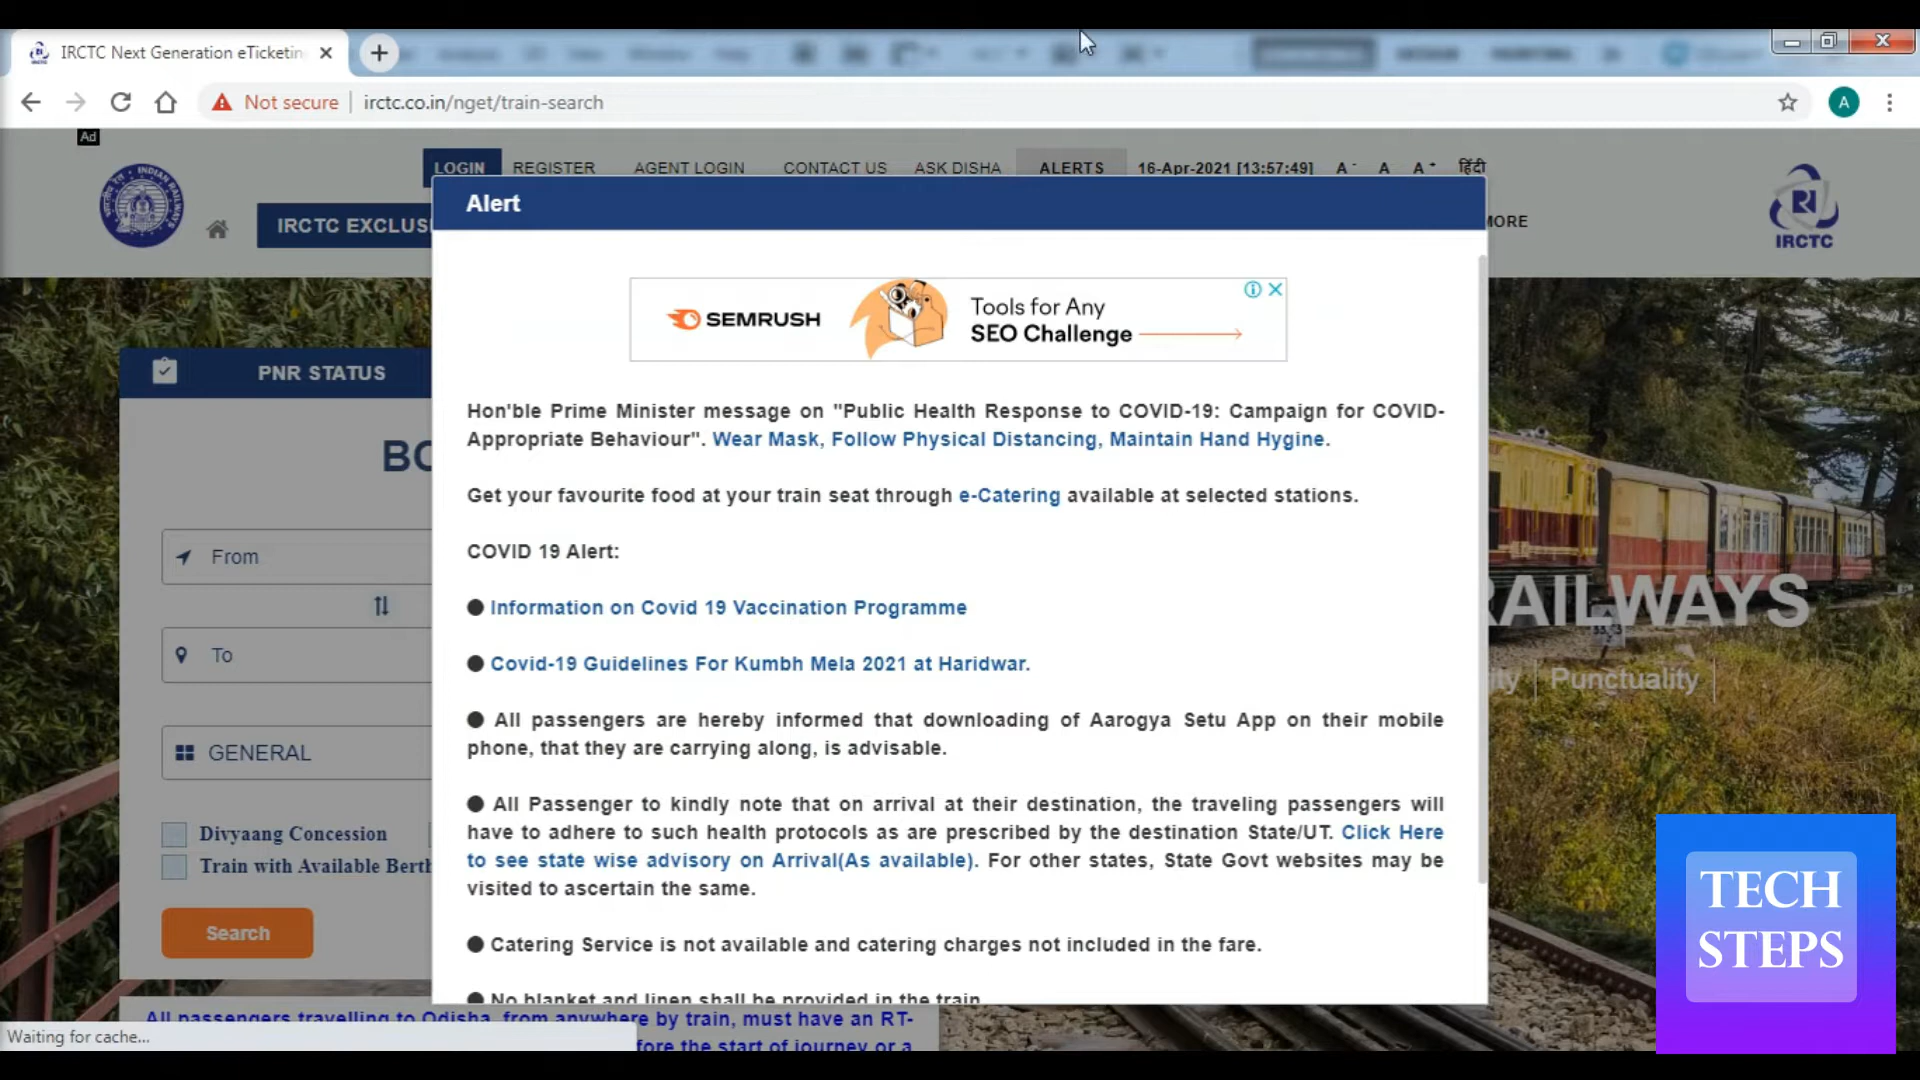 IRCTC Next Generation eTicketin
Not secure
irctc.co.in/nget/train-search
A
Ad
LOGIN REGISTER AGENT LOGIN CONTACT US ASK DISHA ALERTS 16-Apr-2021 [13:57:49] A- A A+ हिंदी
IRCTC EXCLUSI
MORE
IRCTC
Alert
SEMRUSH
Tools for Any
SEO Challenge
PNR STATUS
Hon'ble Prime Minister message on "Public Health Response to COVID-19: Campaign for COVID-
Appropriate Behaviour". Wear Mask, Follow Physical Distancing, Maintain Hand Hygine.
Get your favourite food at your train seat through e-Catering available at selected stations.
COVID 19 Alert:
● Information on Covid 19 Vaccination Programme
● Covid-19 Guidelines For Kumbh Mela 2021 at Haridwar.
● All passengers are hereby informed that downloading of Aarogya Setu App on their mobile
phone, that they are carrying along, is advisable.
● All Passenger to kindly note that on arrival at their destination, the traveling passengers will
have to adhere to such health protocols as are prescribed by the destination State/UT. Click Here
to see state wise advisory on Arrival(As available). For other states, State Govt websites may be
visited to ascertain the same.
● Catering Service is not available and catering charges not included in the fare.
● No blanket and linen shall be provided in the train
BO
From
To
GENERAL
Divyaang Concession
Train with Available Berth
Search
RAILWAYS
ity | Punctuality |
All passengers travelling to Odisha, from anywhere by train, must have an RT-
fore the start of journey or a
Waiting for cache...
TECH
STEPS